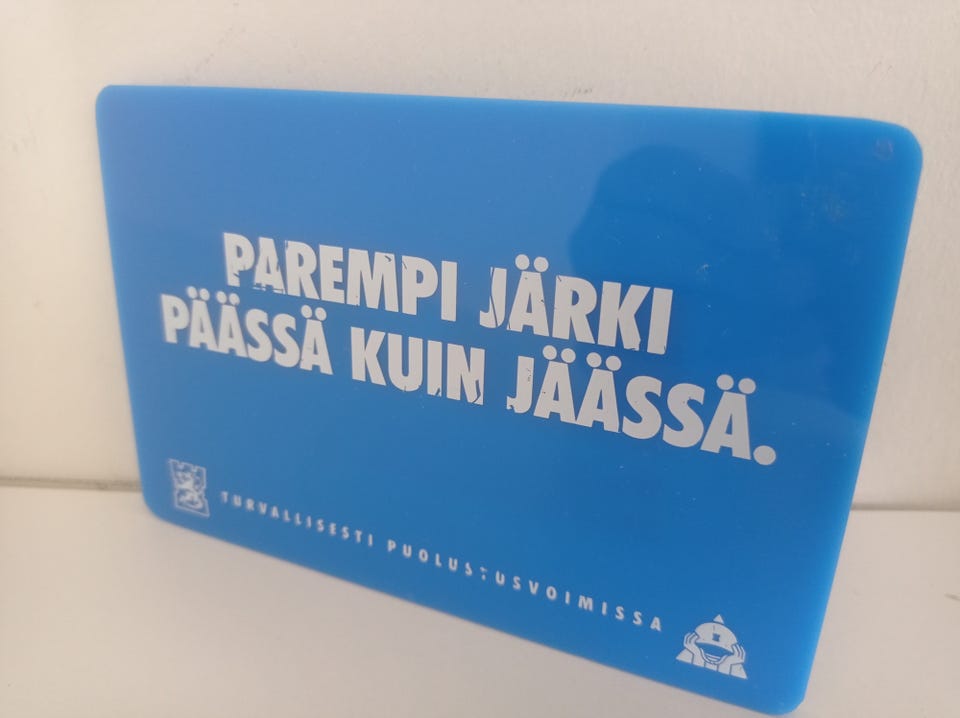 PAREMPI JÄRKI
PÄÄSSÄ KUIN JÄÄSSÄ.
TURVALLISESTI PUOLUSTUSVOIMISSA